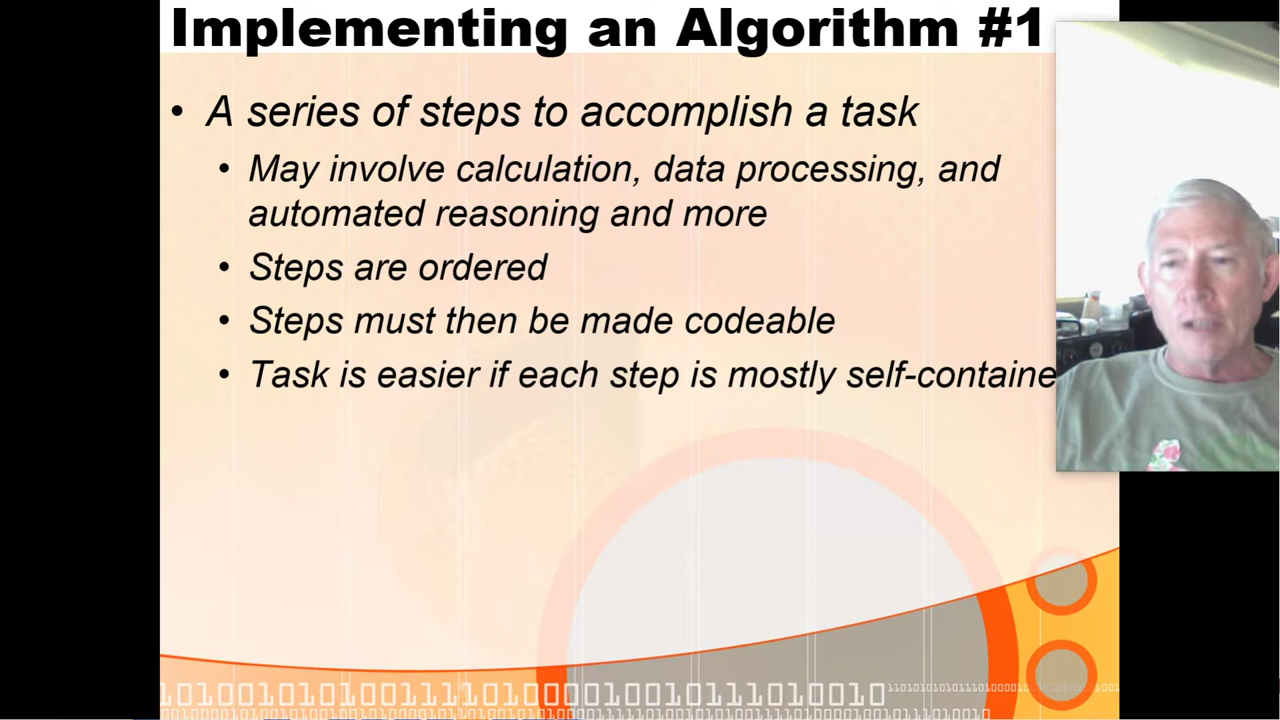 Implementing an Algorithm #1
• A series of steps to accomplish a task
• May involve calculation, data processing, and
automated reasoning and more
• Steps are ordered
• Steps must then be made codeable
• Task is easier if each step is mostly self-containe